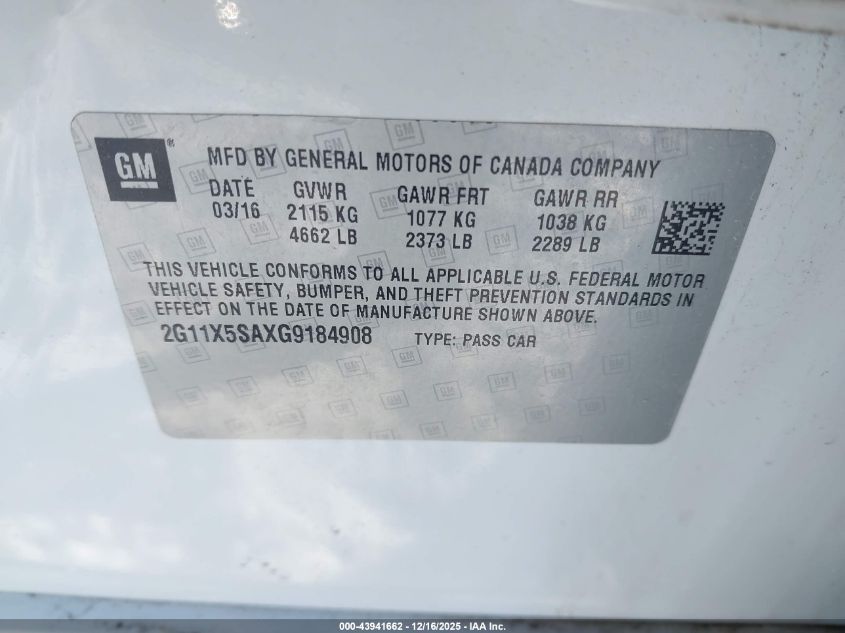 GM ®
MFD BY GENERAL MOTORS OF CANADA COMPANY
DATE GVWR GAWR FRT GAWR RR
03/16 2115 KG 1077 KG 1038 KG
4662 LB 2373 LB 2289 LB
THIS VEHICLE CONFORMS TO ALL APPLICABLE U.S. FEDERAL MOTOR
VEHICLE SAFETY, BUMPER, AND THEFT PREVENTION STANDARDS IN
EFFECT ON THE DATE OF MANUFACTURE SHOWN ABOVE.
2G11X5SAXG9184908 TYPE: PASS CAR
000-43941662 - 12/16/2025 - IAA Inc.